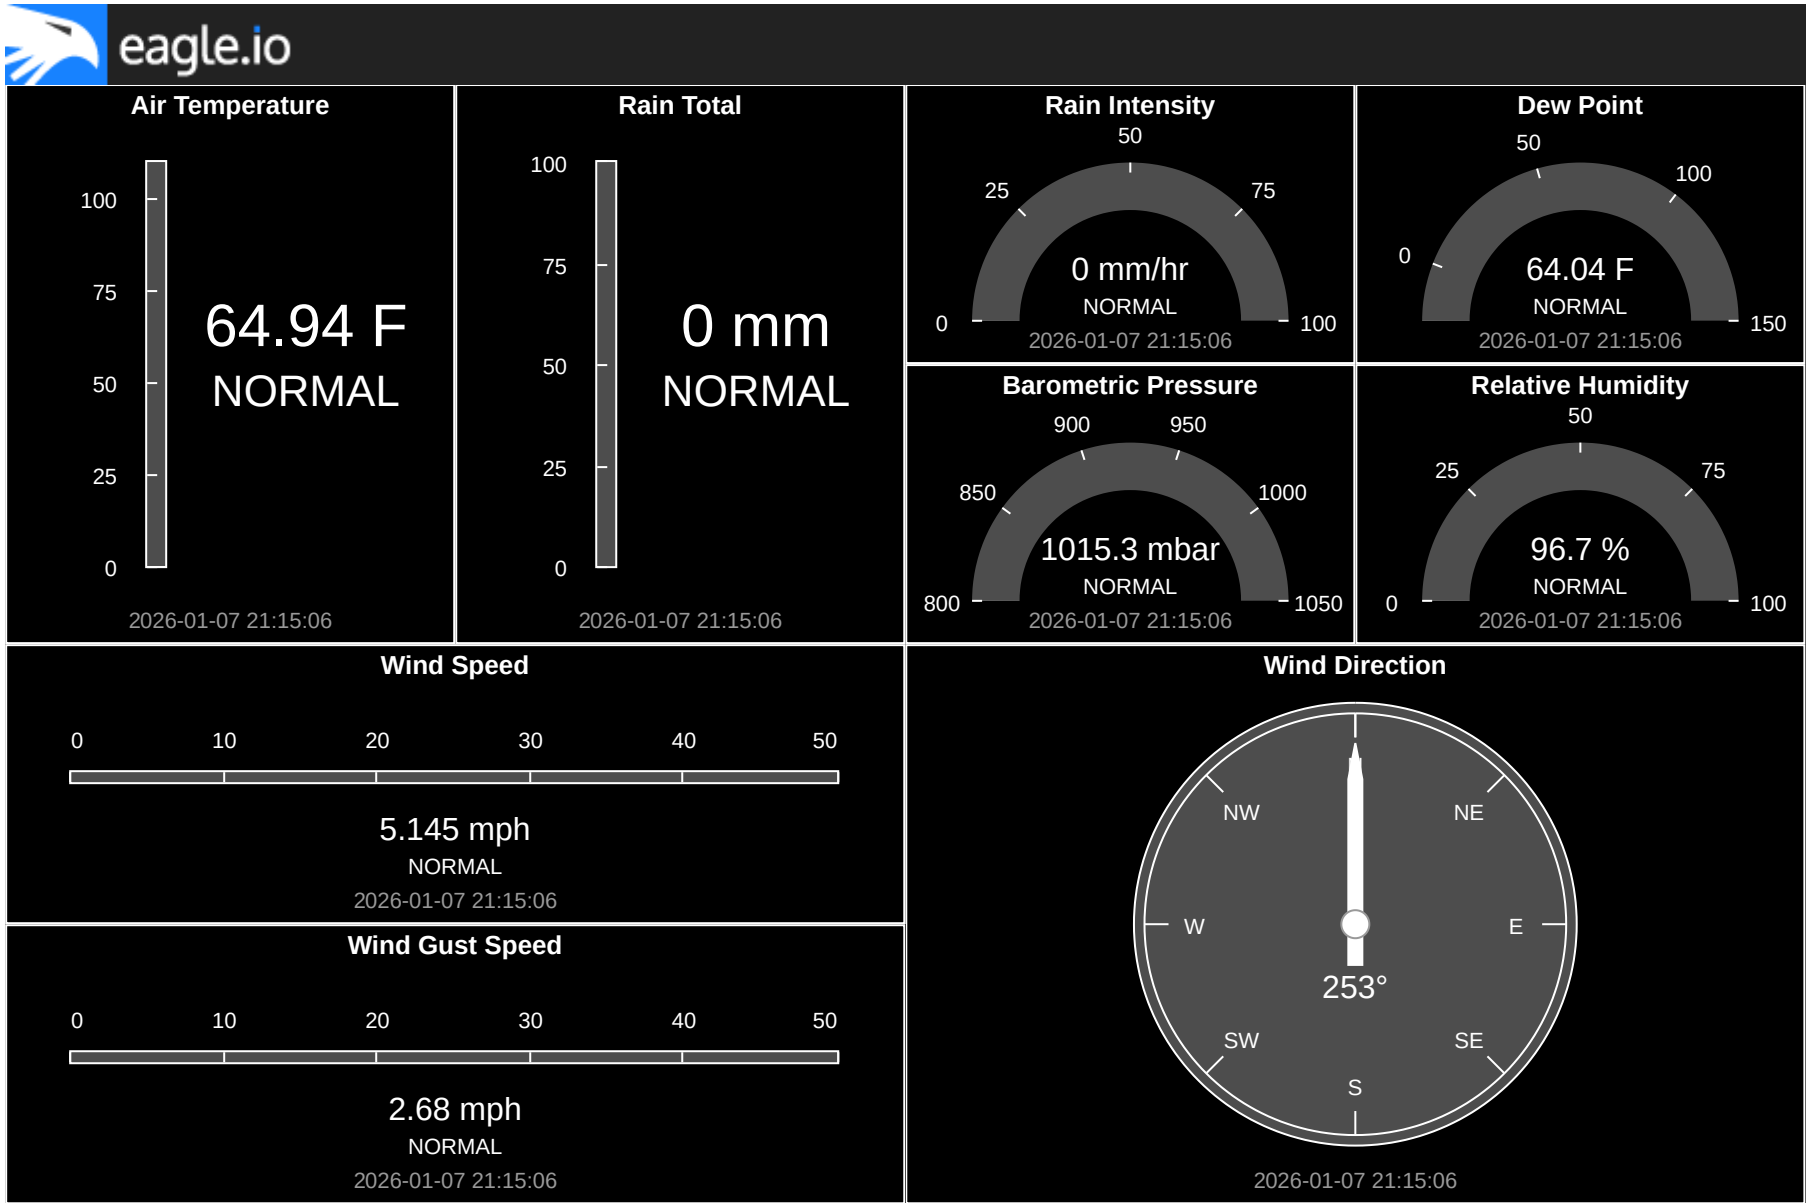 eagle.io
Air Temperature
100
75
50
25
0
64.94 F
NORMAL
2026-01-07 21:15:06
Rain Total
100
75
50
25
0
0 mm
NORMAL
2026-01-07 21:15:06
Rain Intensity
0
25
50
75
100
0 mm/hr
NORMAL
2026-01-07 21:15:06
Dew Point
0
50
100
150
64.04 F
NORMAL
2026-01-07 21:15:06
Barometric Pressure
800
850
900
950
1000
1050
1015.3 mbar
NORMAL
2026-01-07 21:15:06
Relative Humidity
0
25
50
75
100
96.7 %
NORMAL
2026-01-07 21:15:06
Wind Speed
0 10 20 30 40 50
5.145 mph
NORMAL
2026-01-07 21:15:06
Wind Gust Speed
0 10 20 30 40 50
2.68 mph
NORMAL
2026-01-07 21:15:06
Wind Direction
NW NE
W E
253°
SW SE
S
2026-01-07 21:15:06